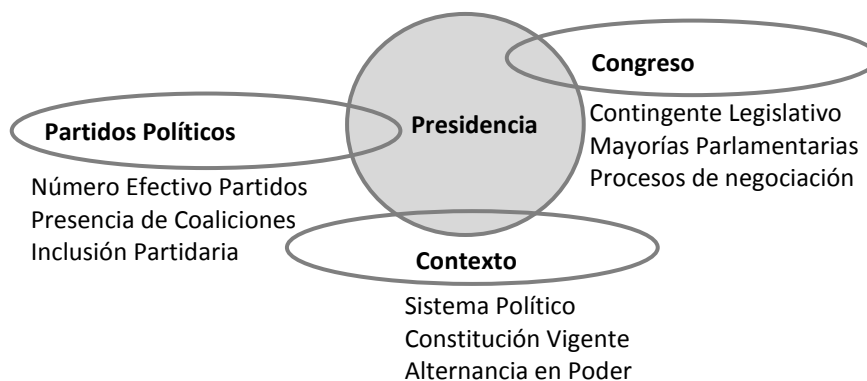 Congreso
Contingente Legislativo
Mayorías Parlamentarias
Procesos de negociación
Presidencia
Partidos Políticos
Número Efectivo Partidos
Presencia de Coaliciones
Inclusión Partidaria
Contexto
Sistema Político
Constitución Vigente
Alternancia en Poder